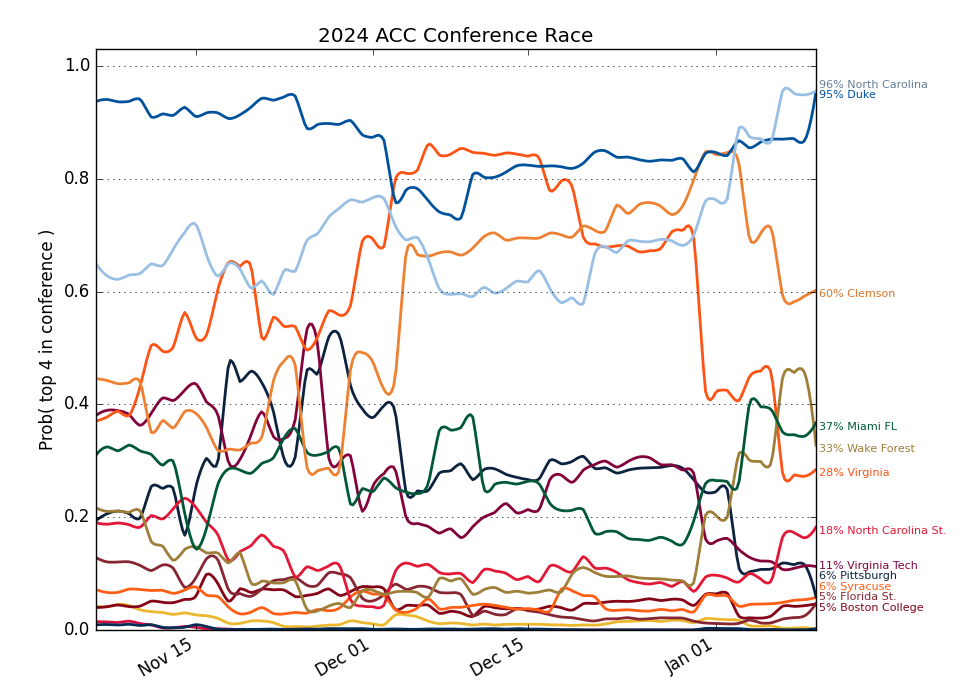 2024 ACC Conference Race
Prob( top 4 in conference )
1.0
0.8
0.6
0.4
0.2
0.0
Nov 15
Dec 01
Dec 15
Jan 01
96% North Carolina
95% Duke
60% Clemson
37% Miami FL
33% Wake Forest
28% Virginia
18% North Carolina St.
11% Virginia Tech
6% Pittsburgh
6% Syracuse
5% Florida St.
5% Boston College